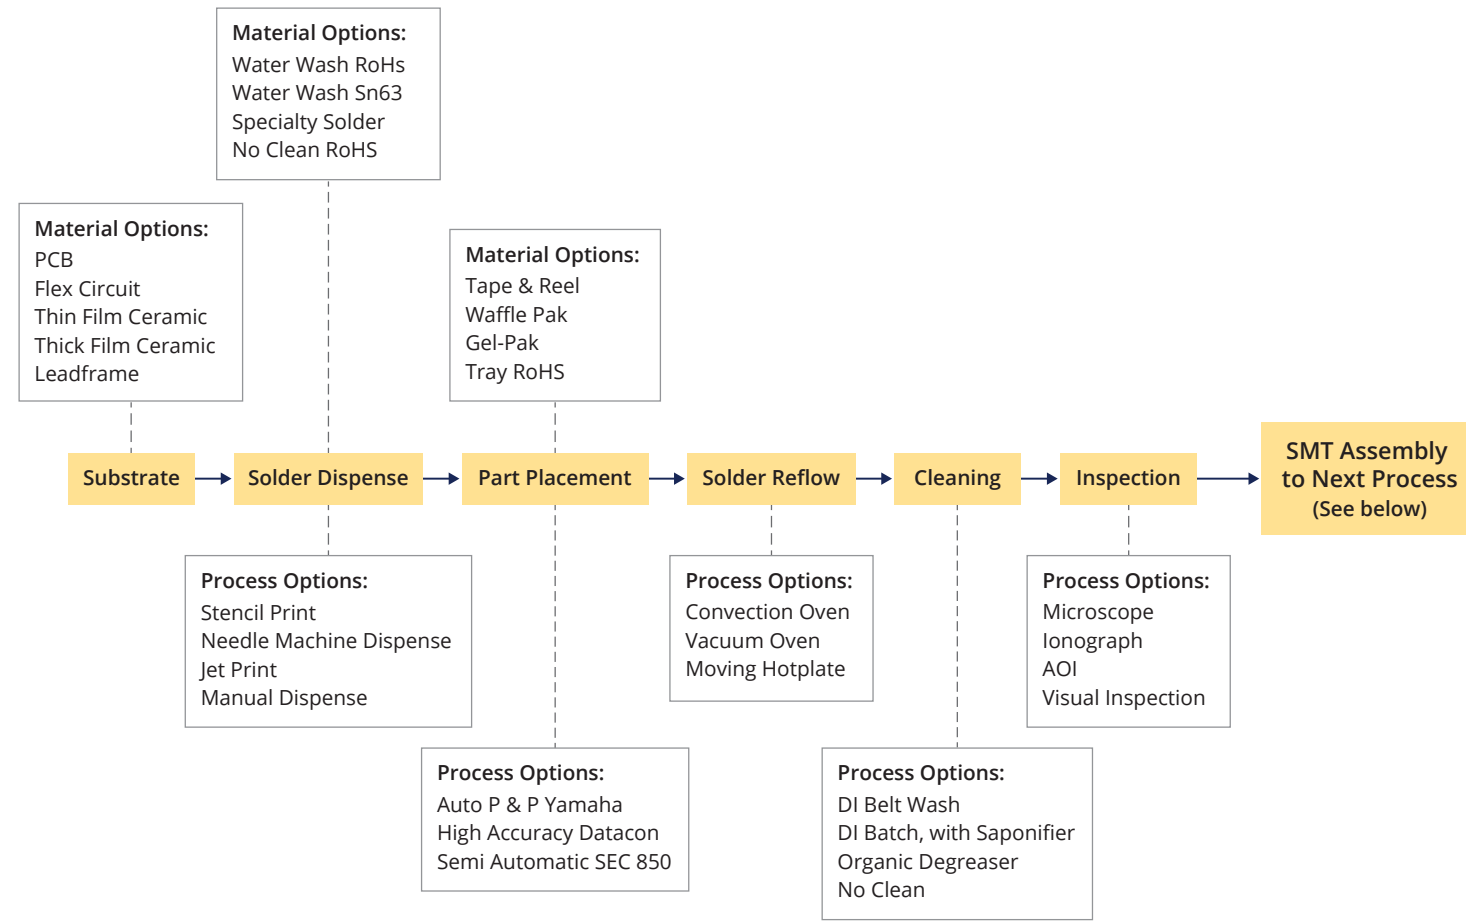 Material Options:
Water Wash RoHs
Water Wash Sn63
Specialty Solder
No Clean RoHS
Material Options:
PCB
Flex Circuit
Thin Film Ceramic
Thick Film Ceramic
Leadframe
Material Options:
Tape & Reel
Waffle Pak
Gel-Pak
Tray RoHS
Substrate
Solder Dispense
Part Placement
Solder Reflow
Cleaning
Inspection
SMT Assembly
to Next Process
(See below)
Process Options:
Stencil Print
Needle Machine Dispense
Jet Print
Manual Dispense
Process Options:
Convection Oven
Vacuum Oven
Moving Hotplate
Process Options:
Microscope
Ionograph
AOI
Visual Inspection
Process Options:
Auto P & P Yamaha
High Accuracy Datacon
Semi Automatic SEC 850
Process Options:
DI Belt Wash
DI Batch, with Saponifier
Organic Degreaser
No Clean